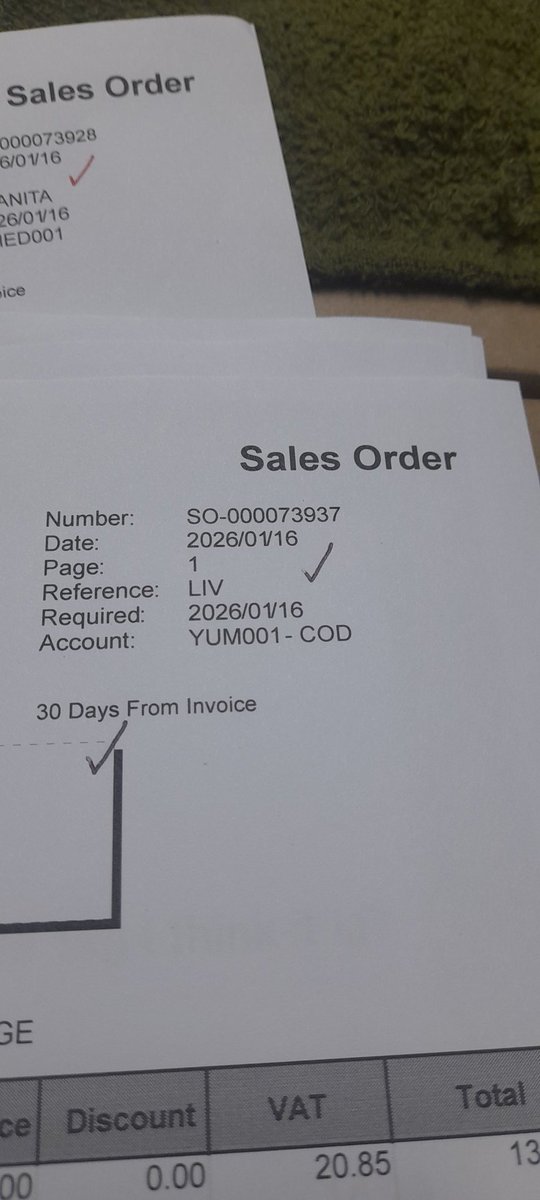 Sales Order
000073928
6/01/16
ANITA
26/01/16
IED001
oice
Sales Order
Number: SO-000073937
Date: 2026/01/16
Page: 1
Reference: LIV
Required: 2026/01/16
Account: YUM001- COD
30 Days From Invoice
GE
ce Discount VAT Total
00 0.00 20.85 13